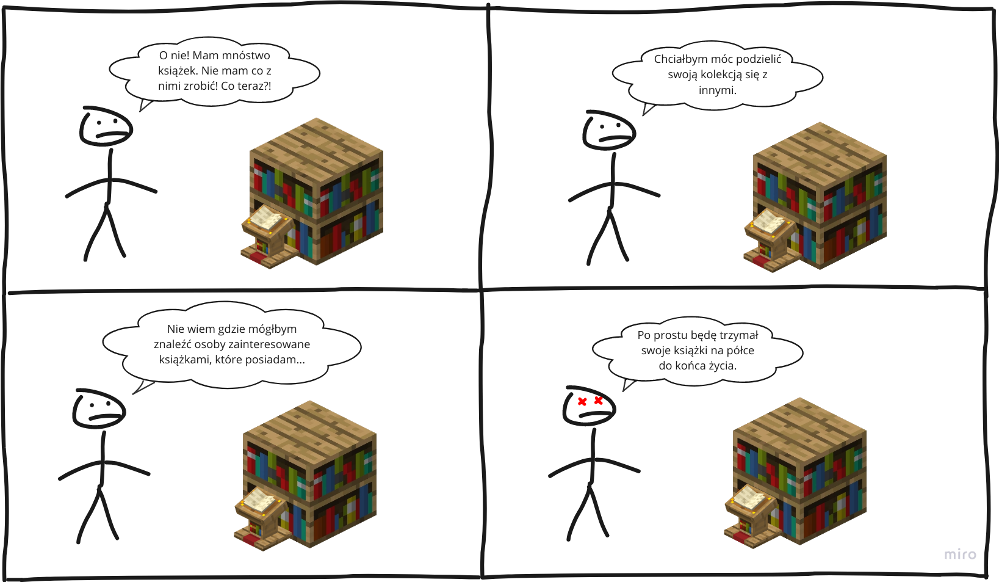 O nie! Mam mnóstwo
książek. Nie mam co z
nimi zrobić! Co teraz?!
Chciałbym móc podzielić
swoją kolekcją się z
innymi.
Nie wiem gdzie mógłbym
znaleźć osoby zainteresowane
książkami, które posiadam...
Po prostu będę trzymał
swoje książki na półce
do końca życia.
miro